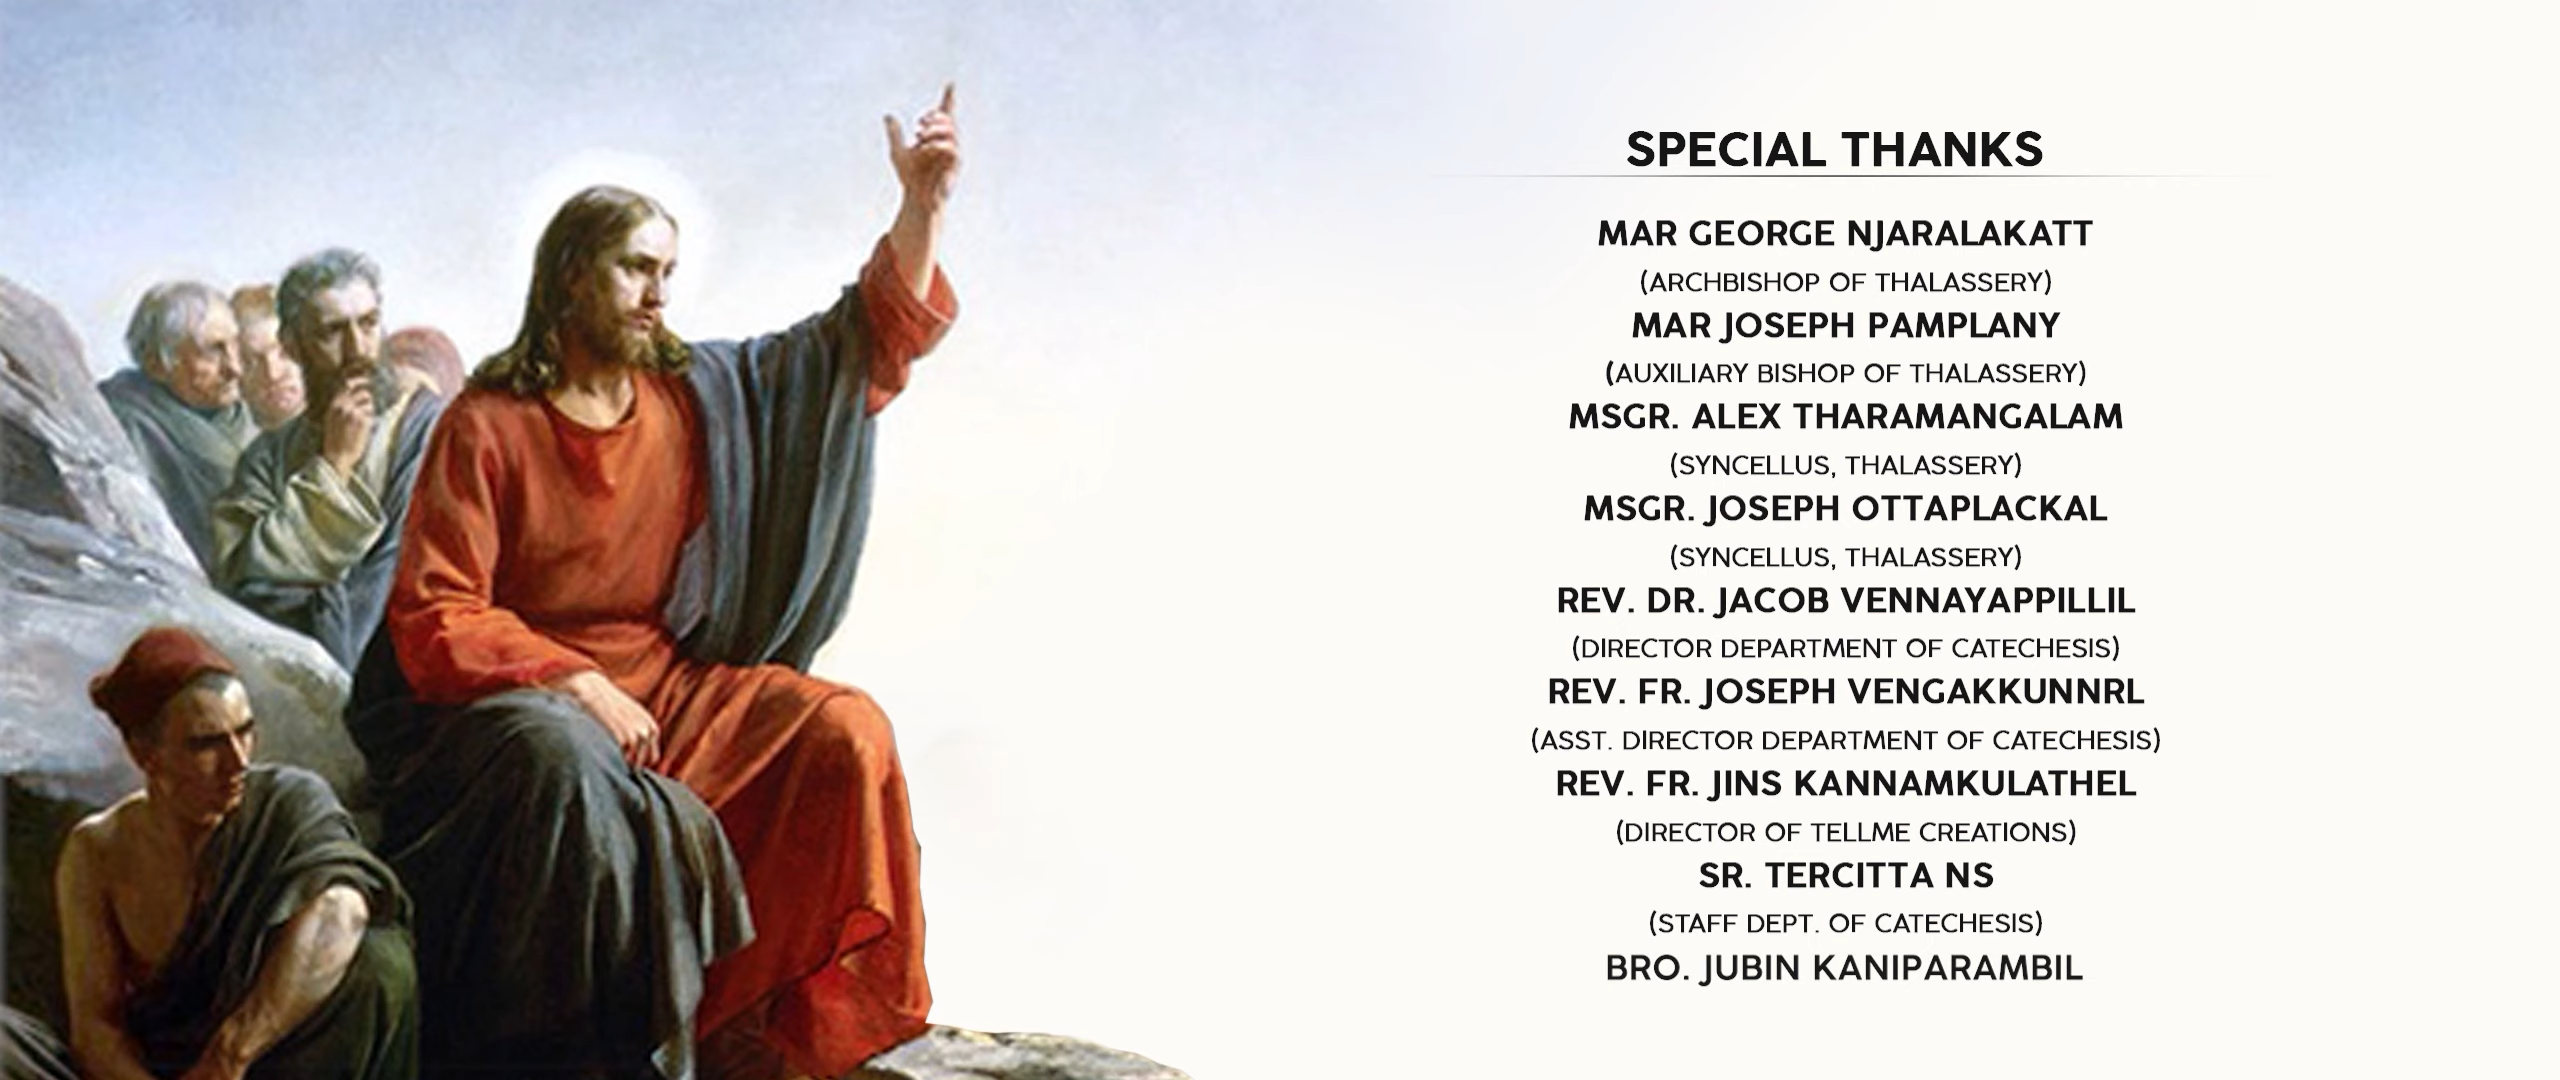 SPECIAL THANKS
MAR GEORGE NJARALAKATT
(ARCHBISHOP OF THALASSERY)
MAR JOSEPH PAMPLANY
(AUXILIARY BISHOP OF THALASSERY)
MSGR. ALEX THARAMANGALAM
(SYNCELLUS, THALASSERY)
MSGR. JOSEPH OTTAPLACKAL
(SYNCELLUS, THALASSERY)
REV. DR. JACOB VENNAYAPPILLIL
(DIRECTOR DEPARTMENT OF CATECHESIS)
REV. FR. JOSEPH VENGAKKUNNRL
(ASST. DIRECTOR DEPARTMENT OF CATECHESIS)
REV. FR. JINS KANNAMKULATHEL
(DIRECTOR OF TELLME CREATIONS)
SR. TERCITTA NS
(STAFF DEPT. OF CATECHESIS)
BRO. JUBIN KANIPARAMBIL